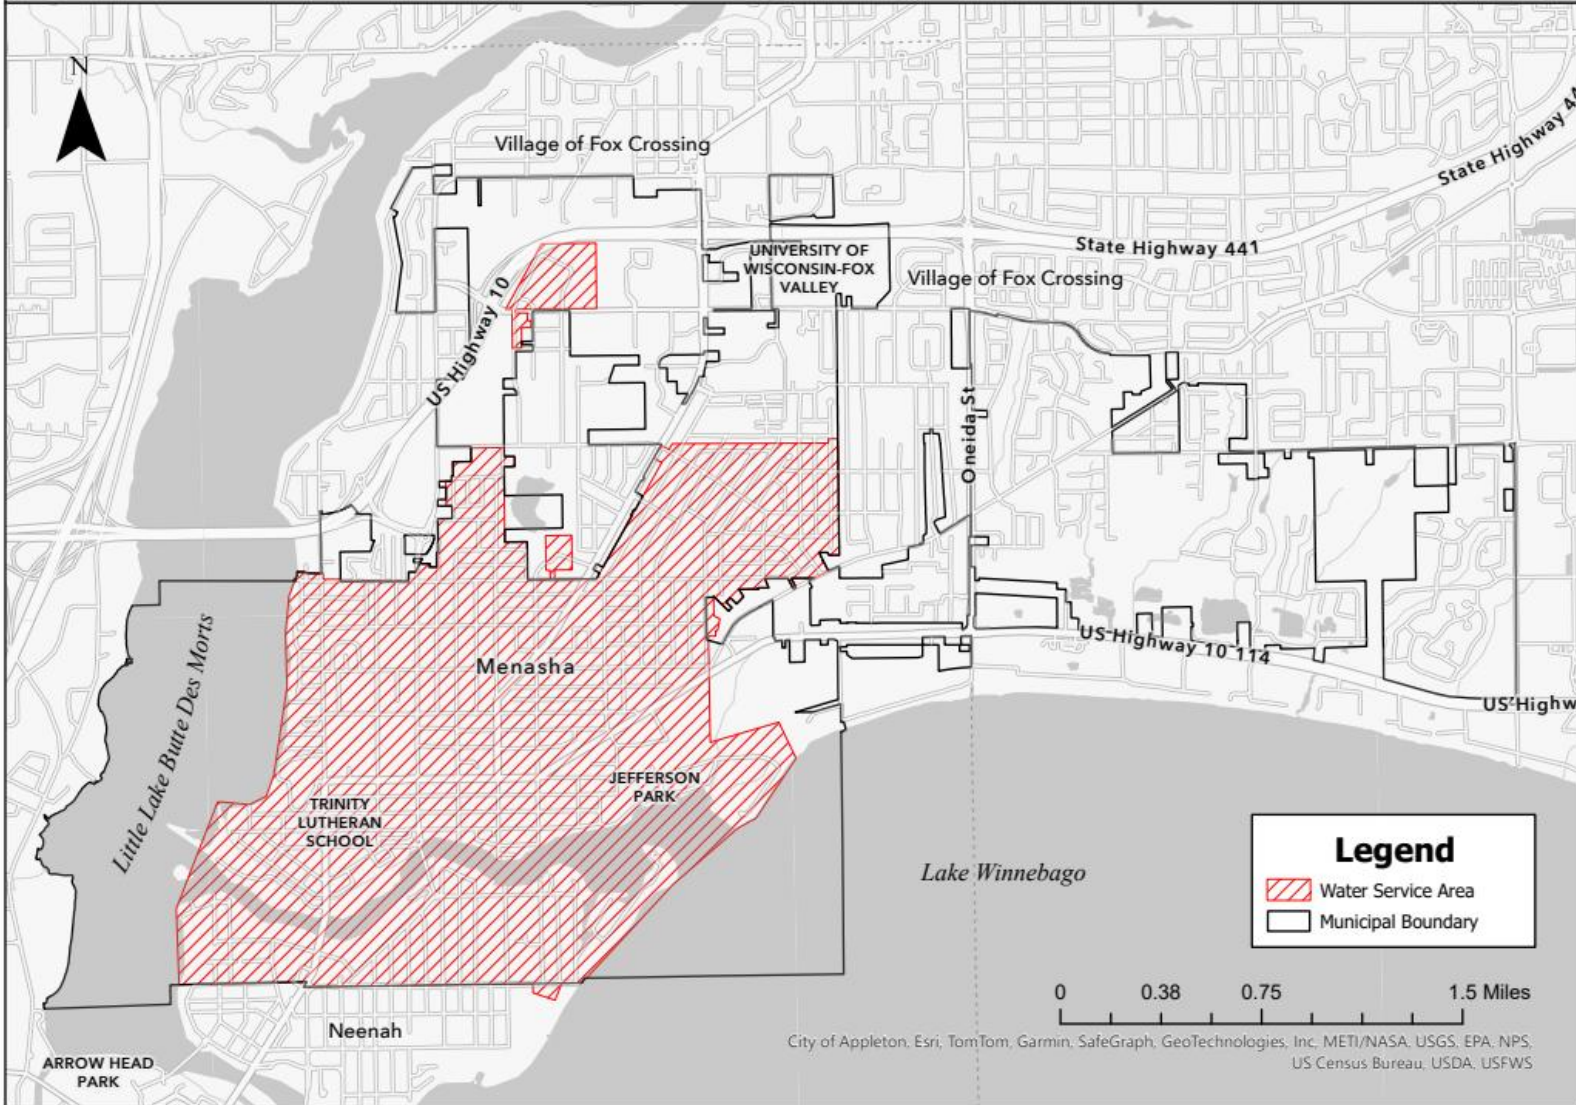 N
Village of Fox Crossing
State Highway 44
UNIVERSITY OF
WISCONSIN-FOX
VALLEY
State Highway 441
Village of Fox Crossing
US Highway 10
Oneida St
Little Lake Butte Des Morts
Menasha
US Highway 10 114
US Highw
JEFFERSON
PARK
TRINITY
LUTHERAN
SCHOOL
Lake Winnebago
Legend
Water Service Area
Municipal Boundary
0 0.38 0.75 1.5 Miles
Neenah
ARROW HEAD
PARK
City of Appleton, Esri, TomTom, Garmin, SafeGraph, GeoTechnologies, Inc, METI/NASA, USGS, EPA, NPS,
US Census Bureau, USDA, USFWS